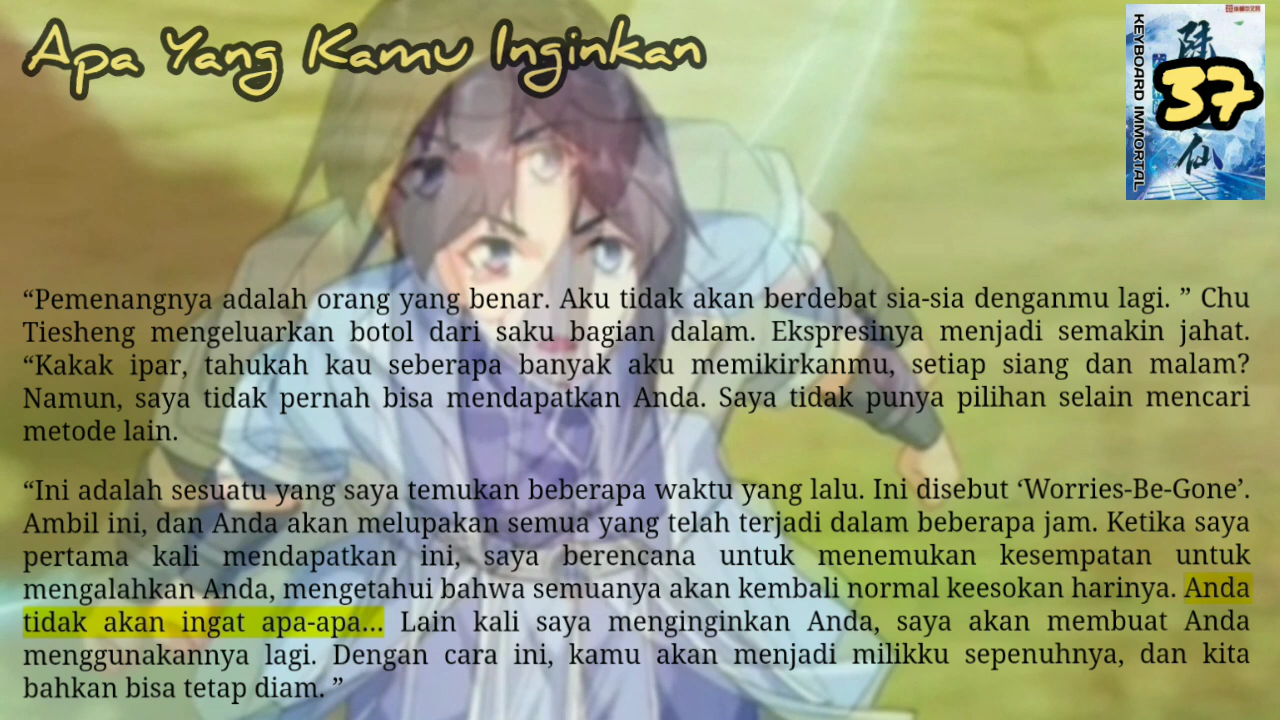 Apa Yang Kamu Inginkan
KEYBOARD IMMORTAL
37
仙
“Pemenangnya adalah orang yang benar. Aku tidak akan berdebat sia-sia denganmu lagi. ” Chu
Tiesheng mengeluarkan botol dari saku bagian dalam. Ekspresinya menjadi semakin jahat.
“Kakak ipar, tahukah kau seberapa banyak aku memikirkanmu, setiap siang dan malam?
Namun, saya tidak pernah bisa mendapatkan Anda. Saya tidak punya pilihan selain mencari
metode lain.
“Ini adalah sesuatu yang saya temukan beberapa waktu yang lalu. Ini disebut ‘Worries-Be-Gone’.
Ambil ini, dan Anda akan melupakan semua yang telah terjadi dalam beberapa jam. Ketika saya
pertama kali mendapatkan ini, saya berencana untuk menemukan kesempatan untuk
mengalahkan Anda, mengetahui bahwa semuanya akan kembali normal keesokan harinya. Anda
tidak akan ingat apa-apa... Lain kali saya menginginkan Anda, saya akan membuat Anda
menggunakannya lagi. Dengan cara ini, kamu akan menjadi milikku sepenuhnya, dan kita
bahkan bisa tetap diam. ”